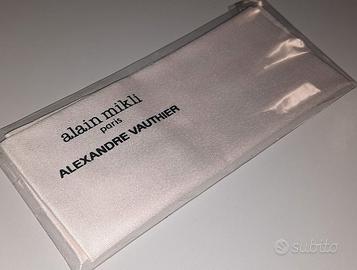 alain mikli
paris
ALEXANDRE VAUTHIER
subito